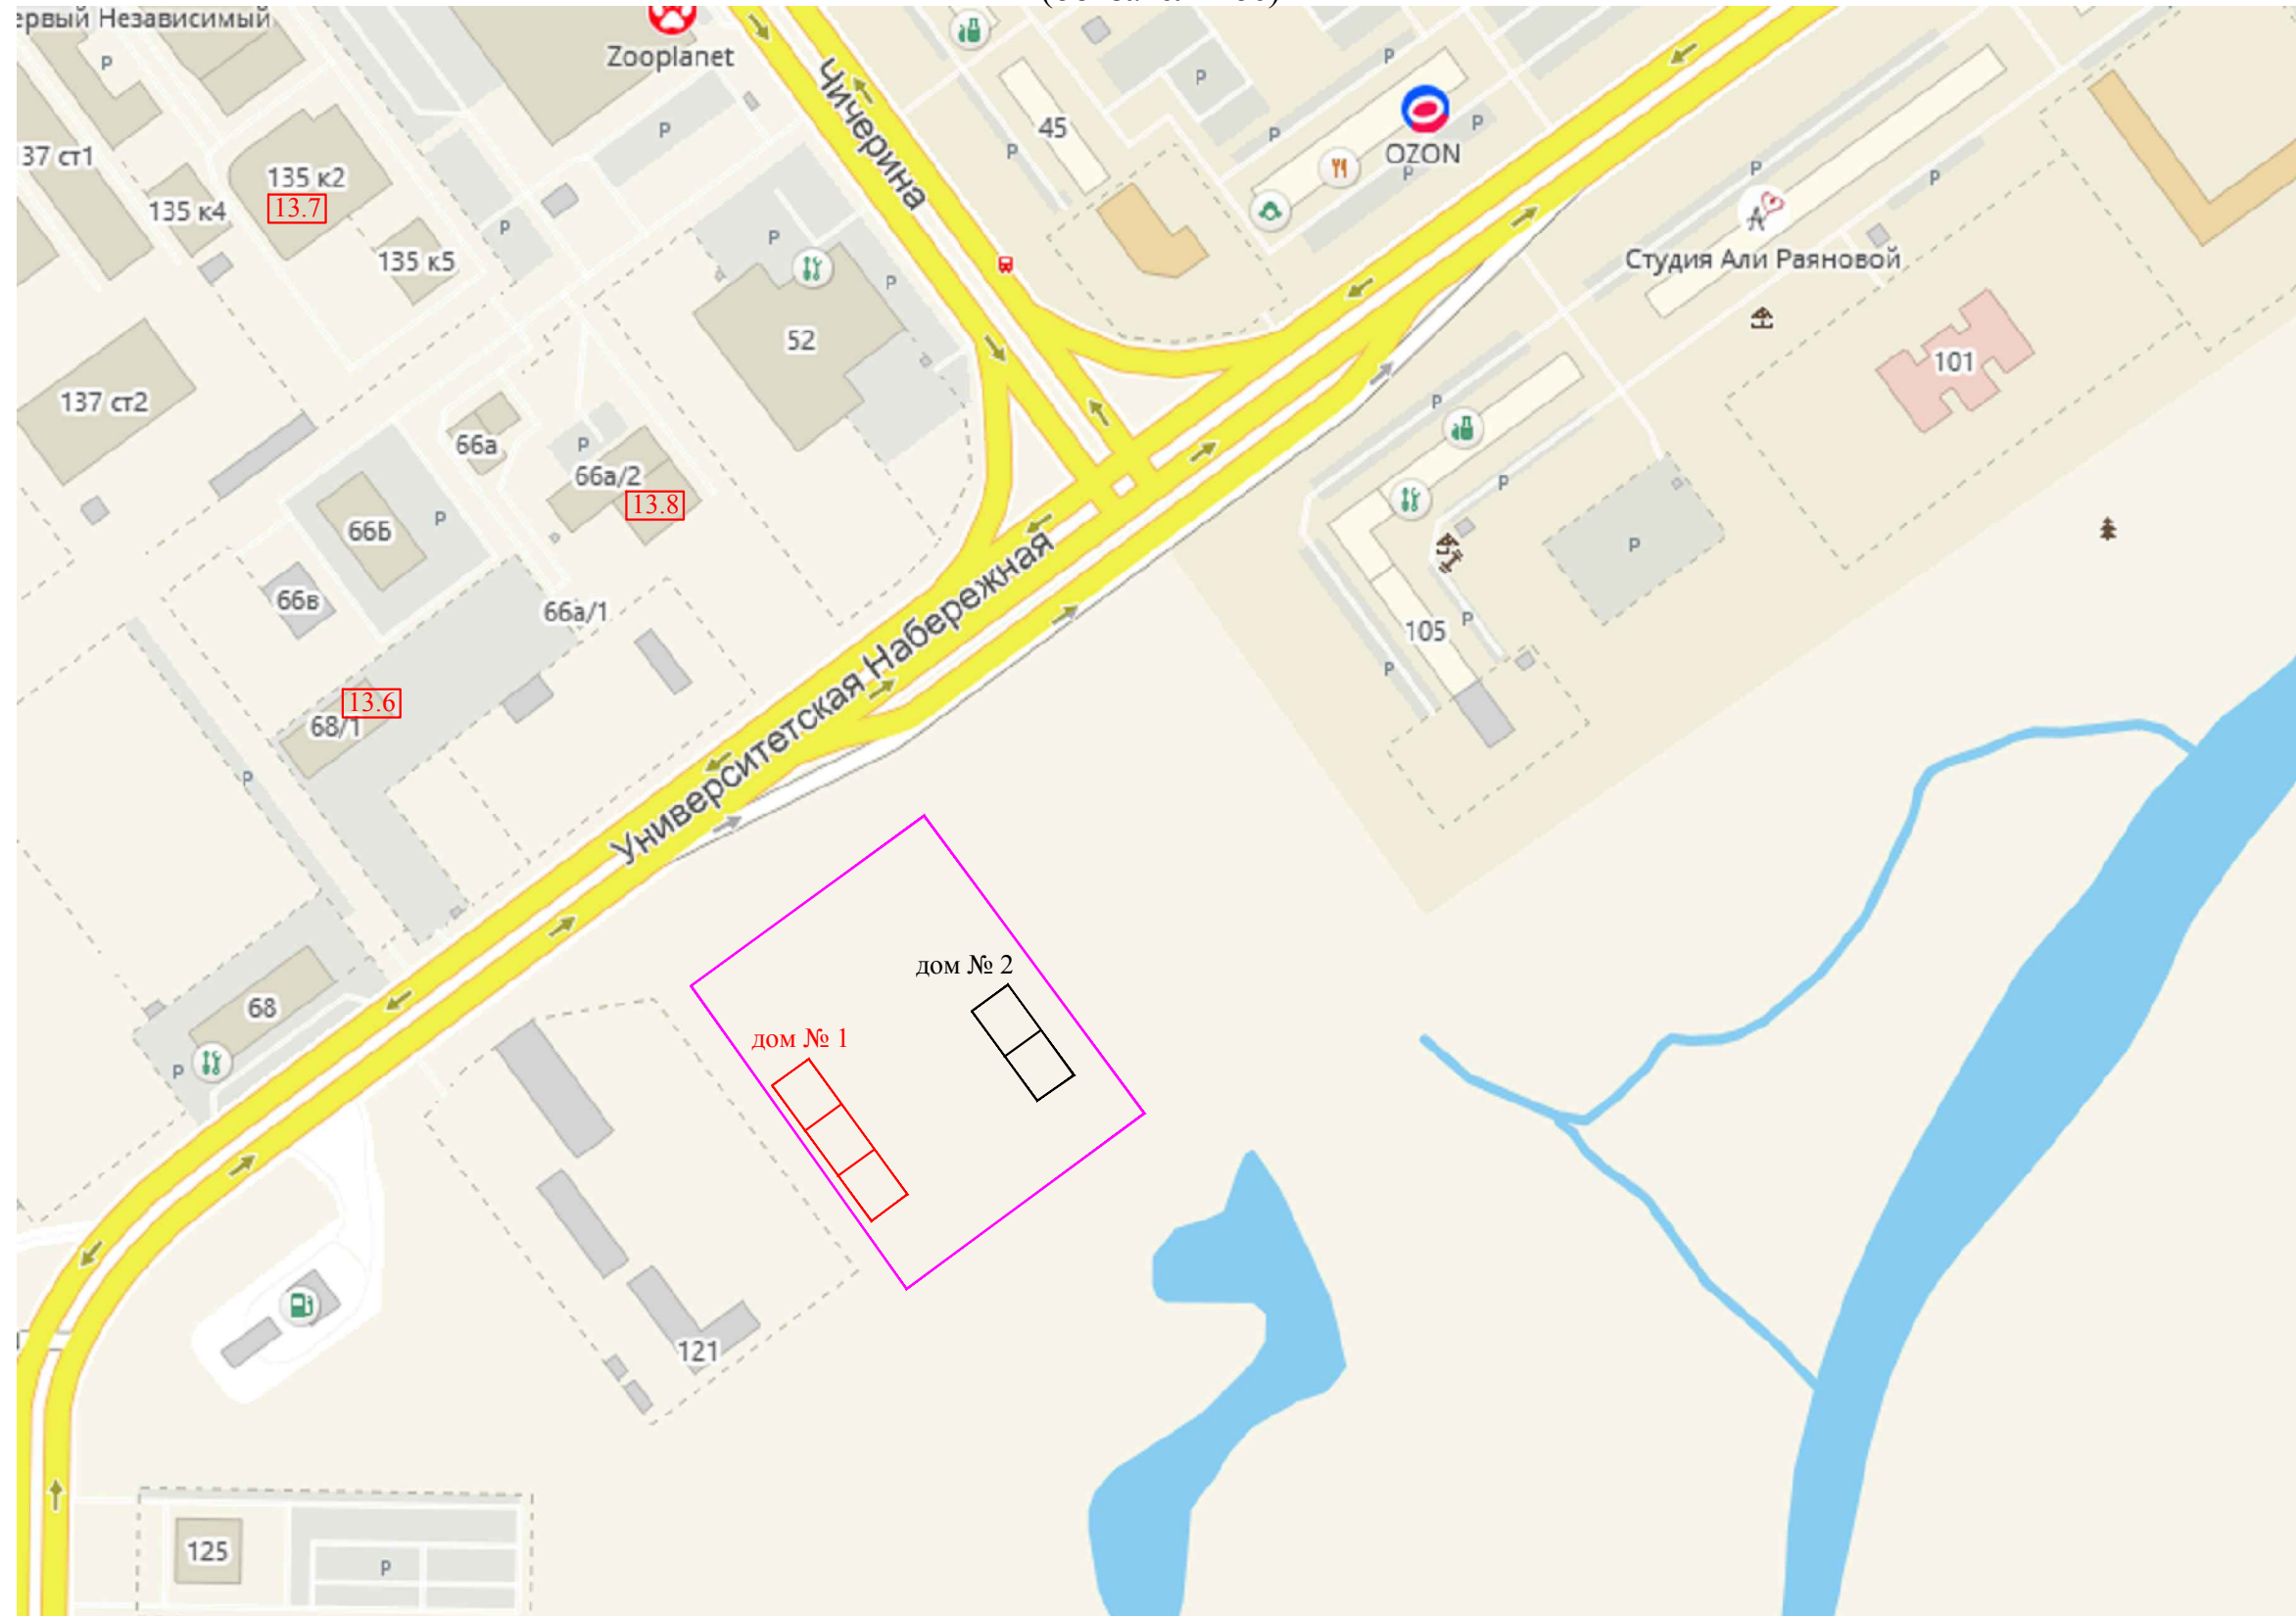 ервый Независимый
Zooplanet
P
Чичерина
45
P
P
P
P
OZON
P
P
P
P
37 ст1
135 к2
13.7
135 к4
135 к5
P
P
P
P
Студия Али Раяновой
52
101
137 ст2
66а
P
66а/2
13.8
P
P
P
66Б
P
66в
66а/1
Университетская Набережная
105
P
P
13.6
68/1
P
дом № 2
68
P
дом № 1
121
125
P